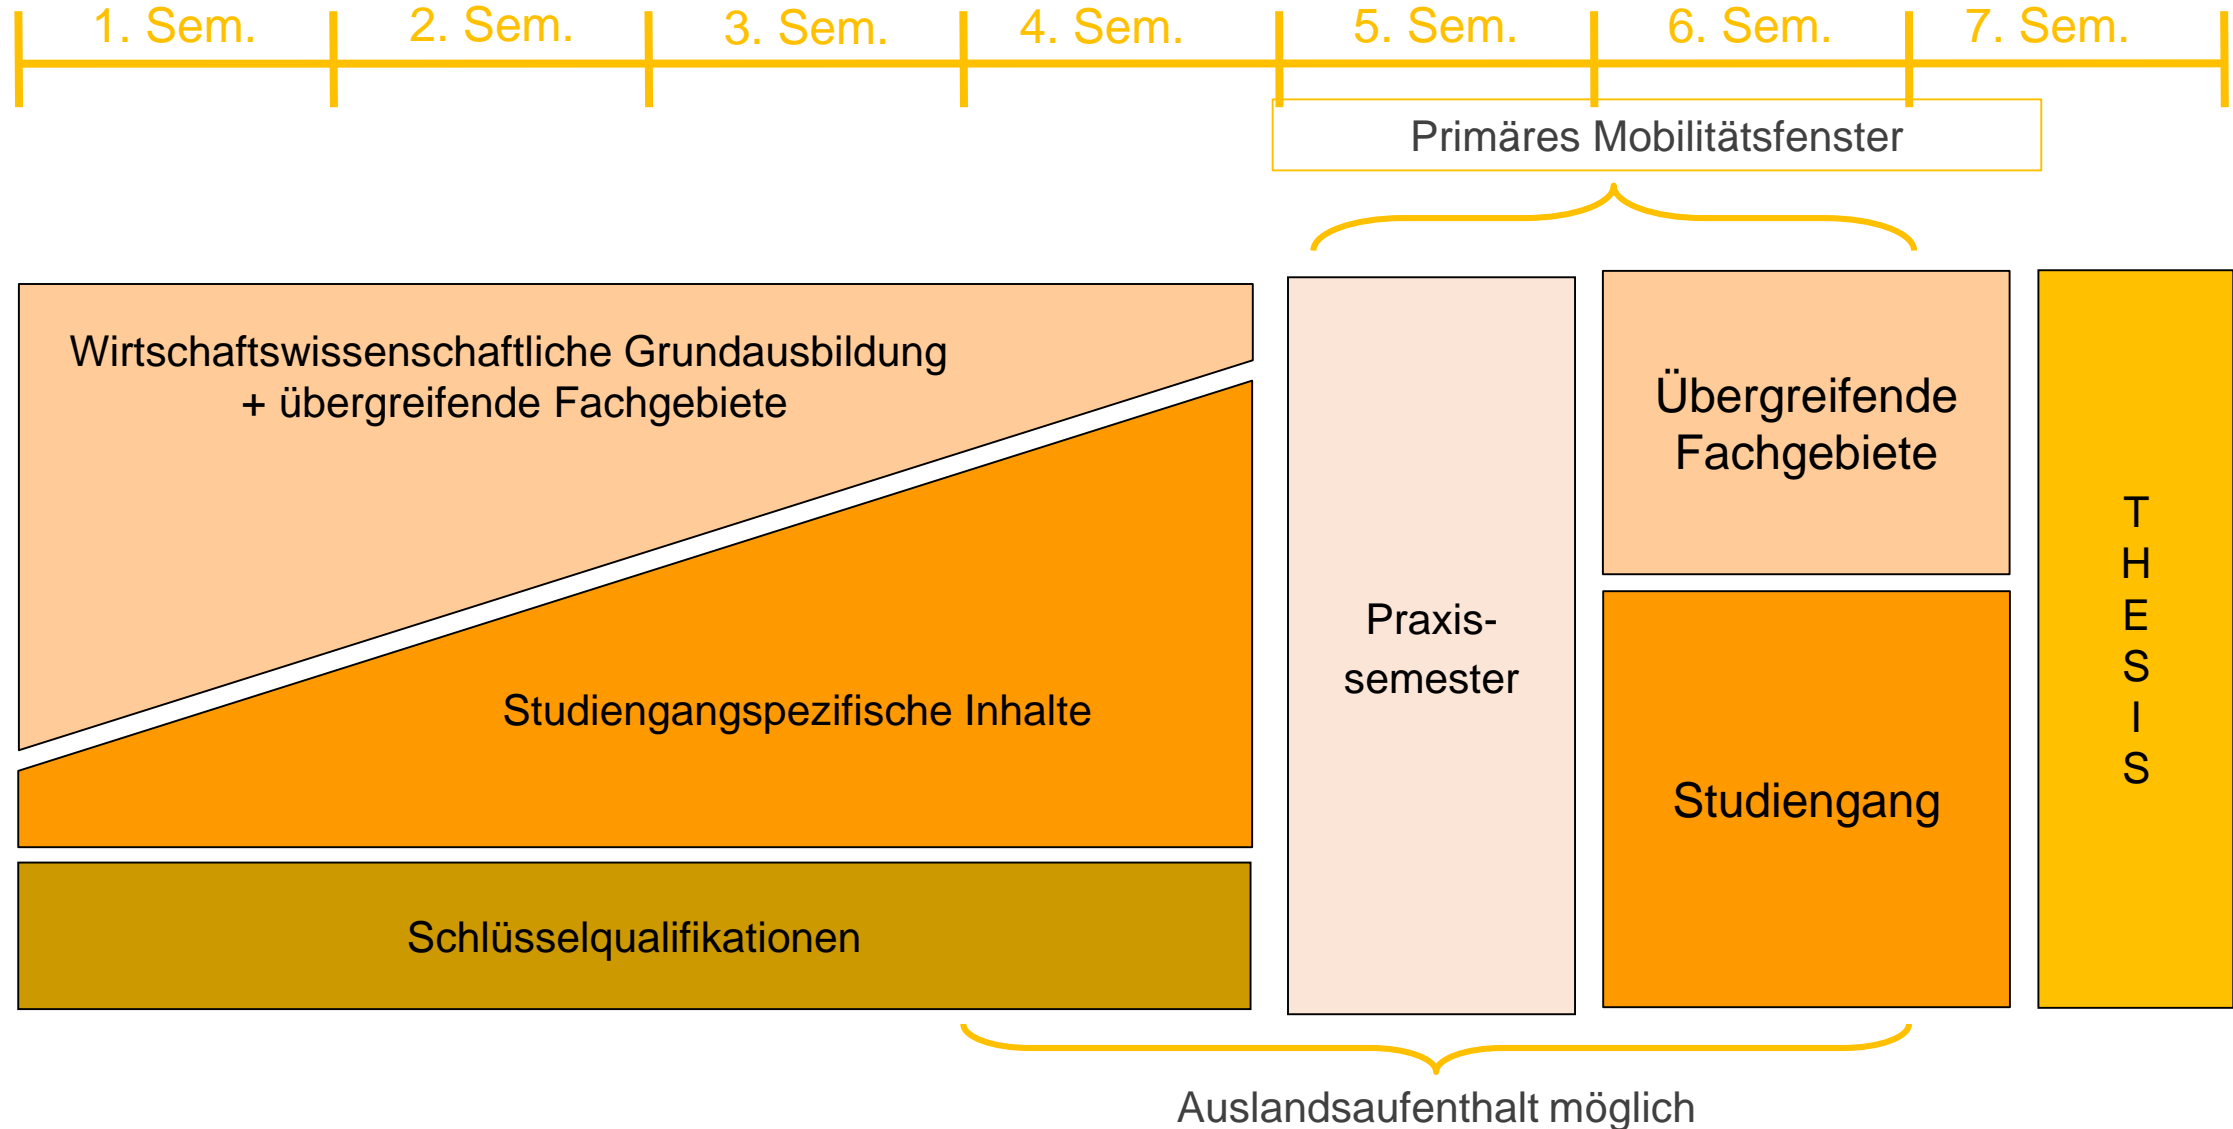 1. Sem. 2. Sem. 3. Sem. 4. Sem. 5. Sem. 6. Sem. 7. Sem.
Primäres Mobilitätsfenster
Wirtschaftswissenschaftliche Grundausbildung
+ übergreifende Fachgebiete
Studiengangspezifische Inhalte
Schlüsselqualifikationen
Praxis-
semester
Übergreifende
Fachgebiete
Studiengang
T
H
E
S
I
S
Auslandsaufenthalt möglich